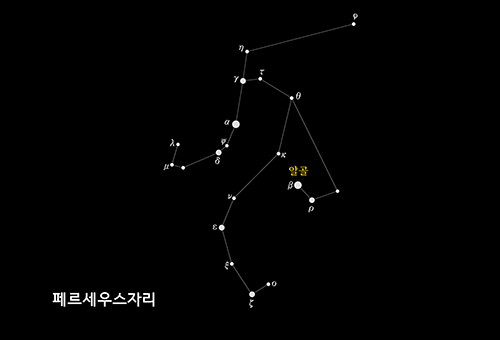 φ
η
γ
τ
θ
α
λ
ψ
μ
δ
κ
알골
β
ν
ρ
ε
ξ
ο
ζ
페르세우스자리